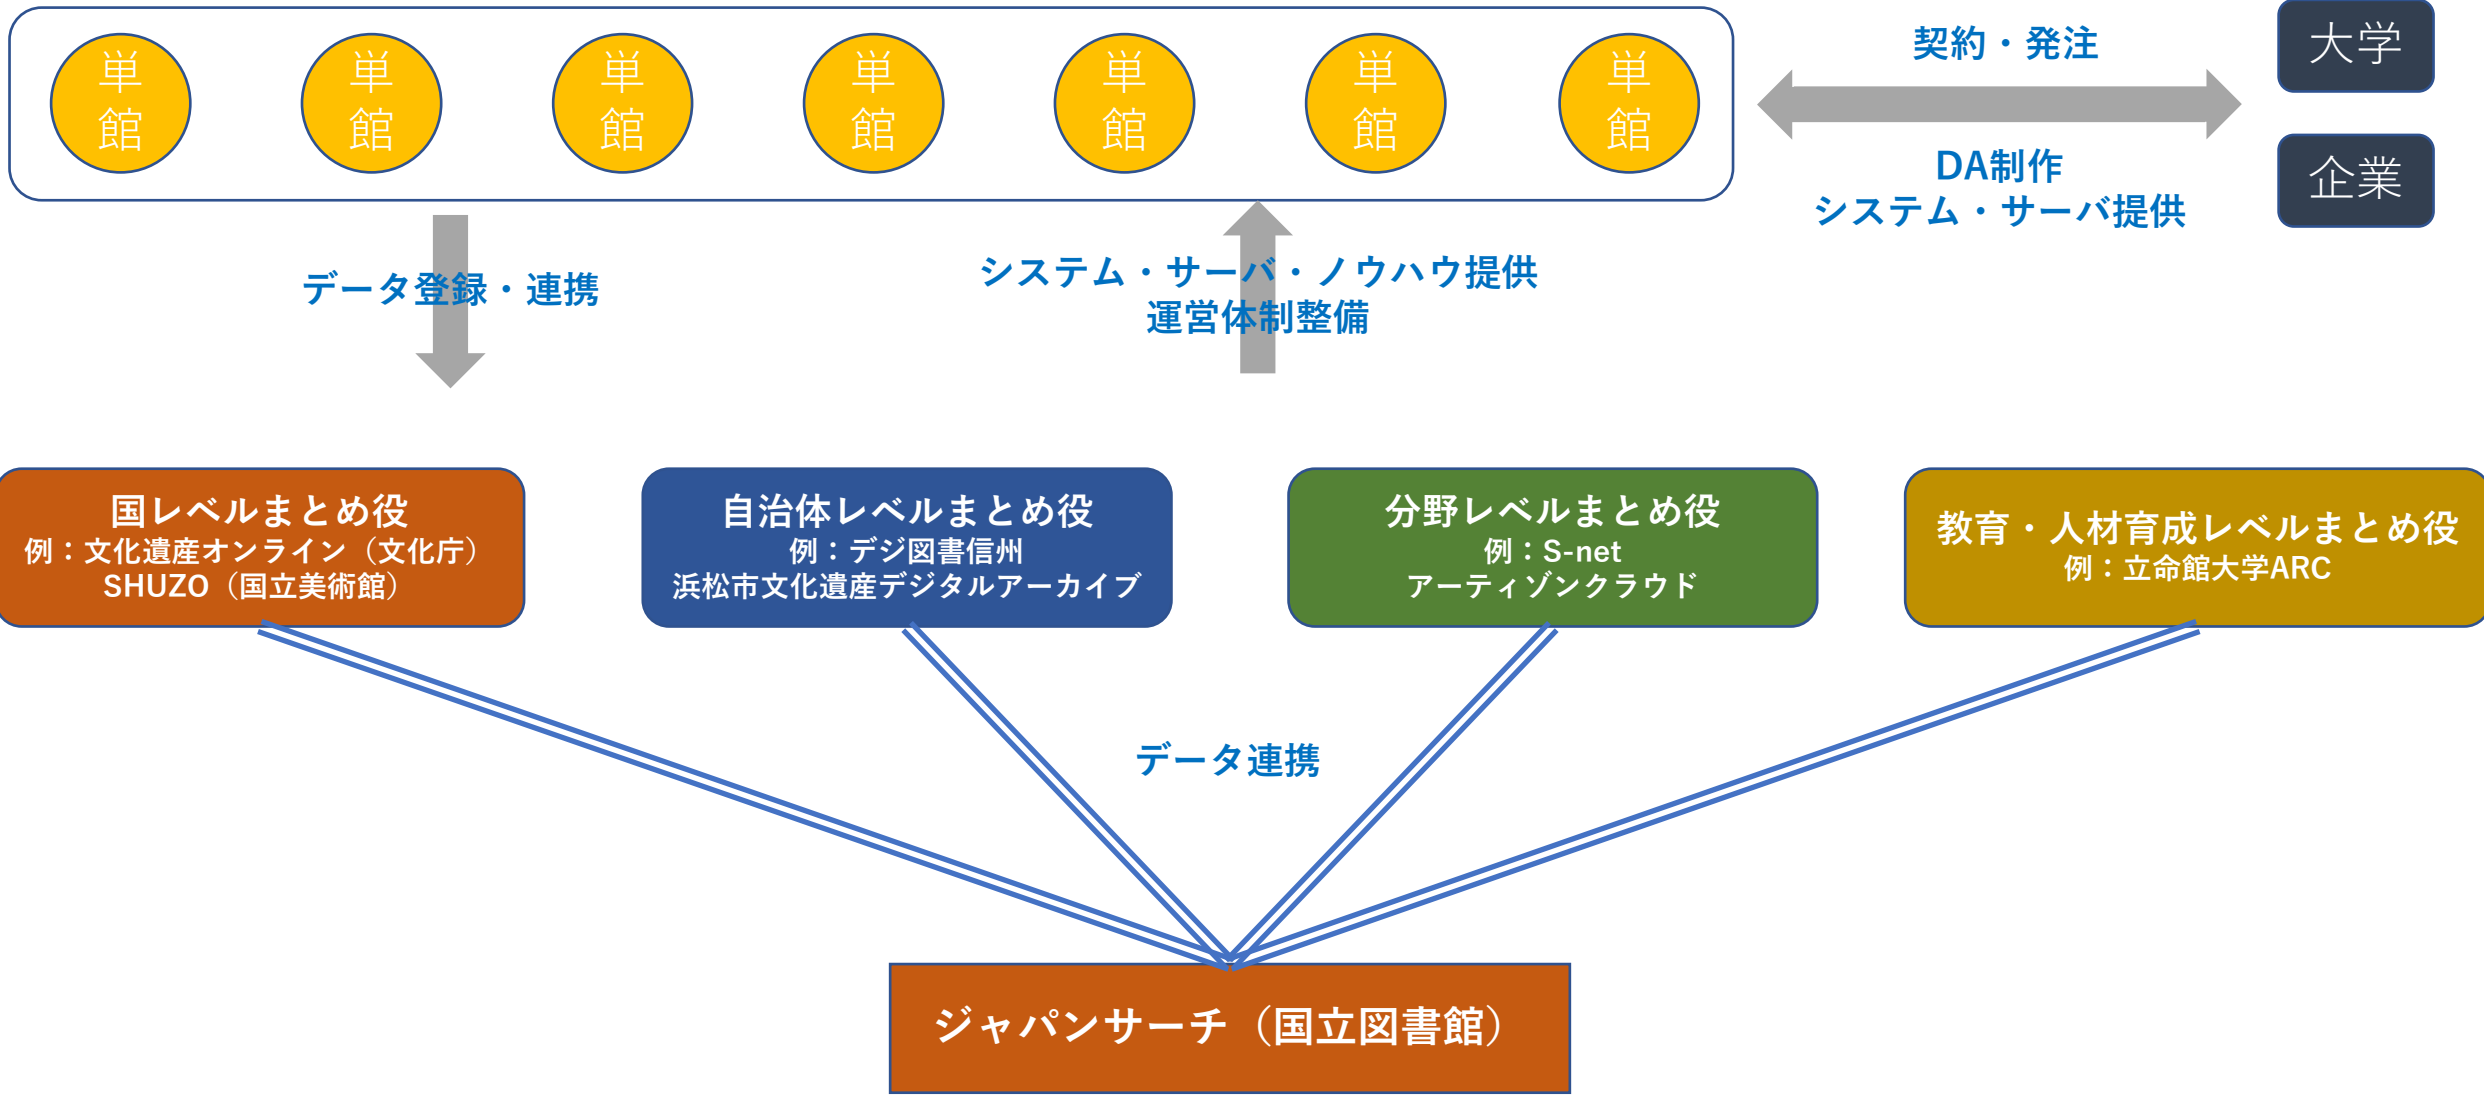 単
館
単
館
単
館
単
館
単
館
単
館
単
館
契約・発注
DA制作
システム・サーバ提供
大学
企業
データ登録・連携
システム・サーバ・ノウハウ提供
運営体制整備
国レベルまとめ役
例：文化遺産オンライン（文化庁）
SHUZO（国立美術館）
自治体レベルまとめ役
例：デジ図書信州
浜松市文化遺産デジタルアーカイブ
分野レベルまとめ役
例：S-net
アーティゾンクラウド
教育・人材育成レベルまとめ役
例：立命館大学ARC
データ連携
ジャパンサーチ（国立図書館）